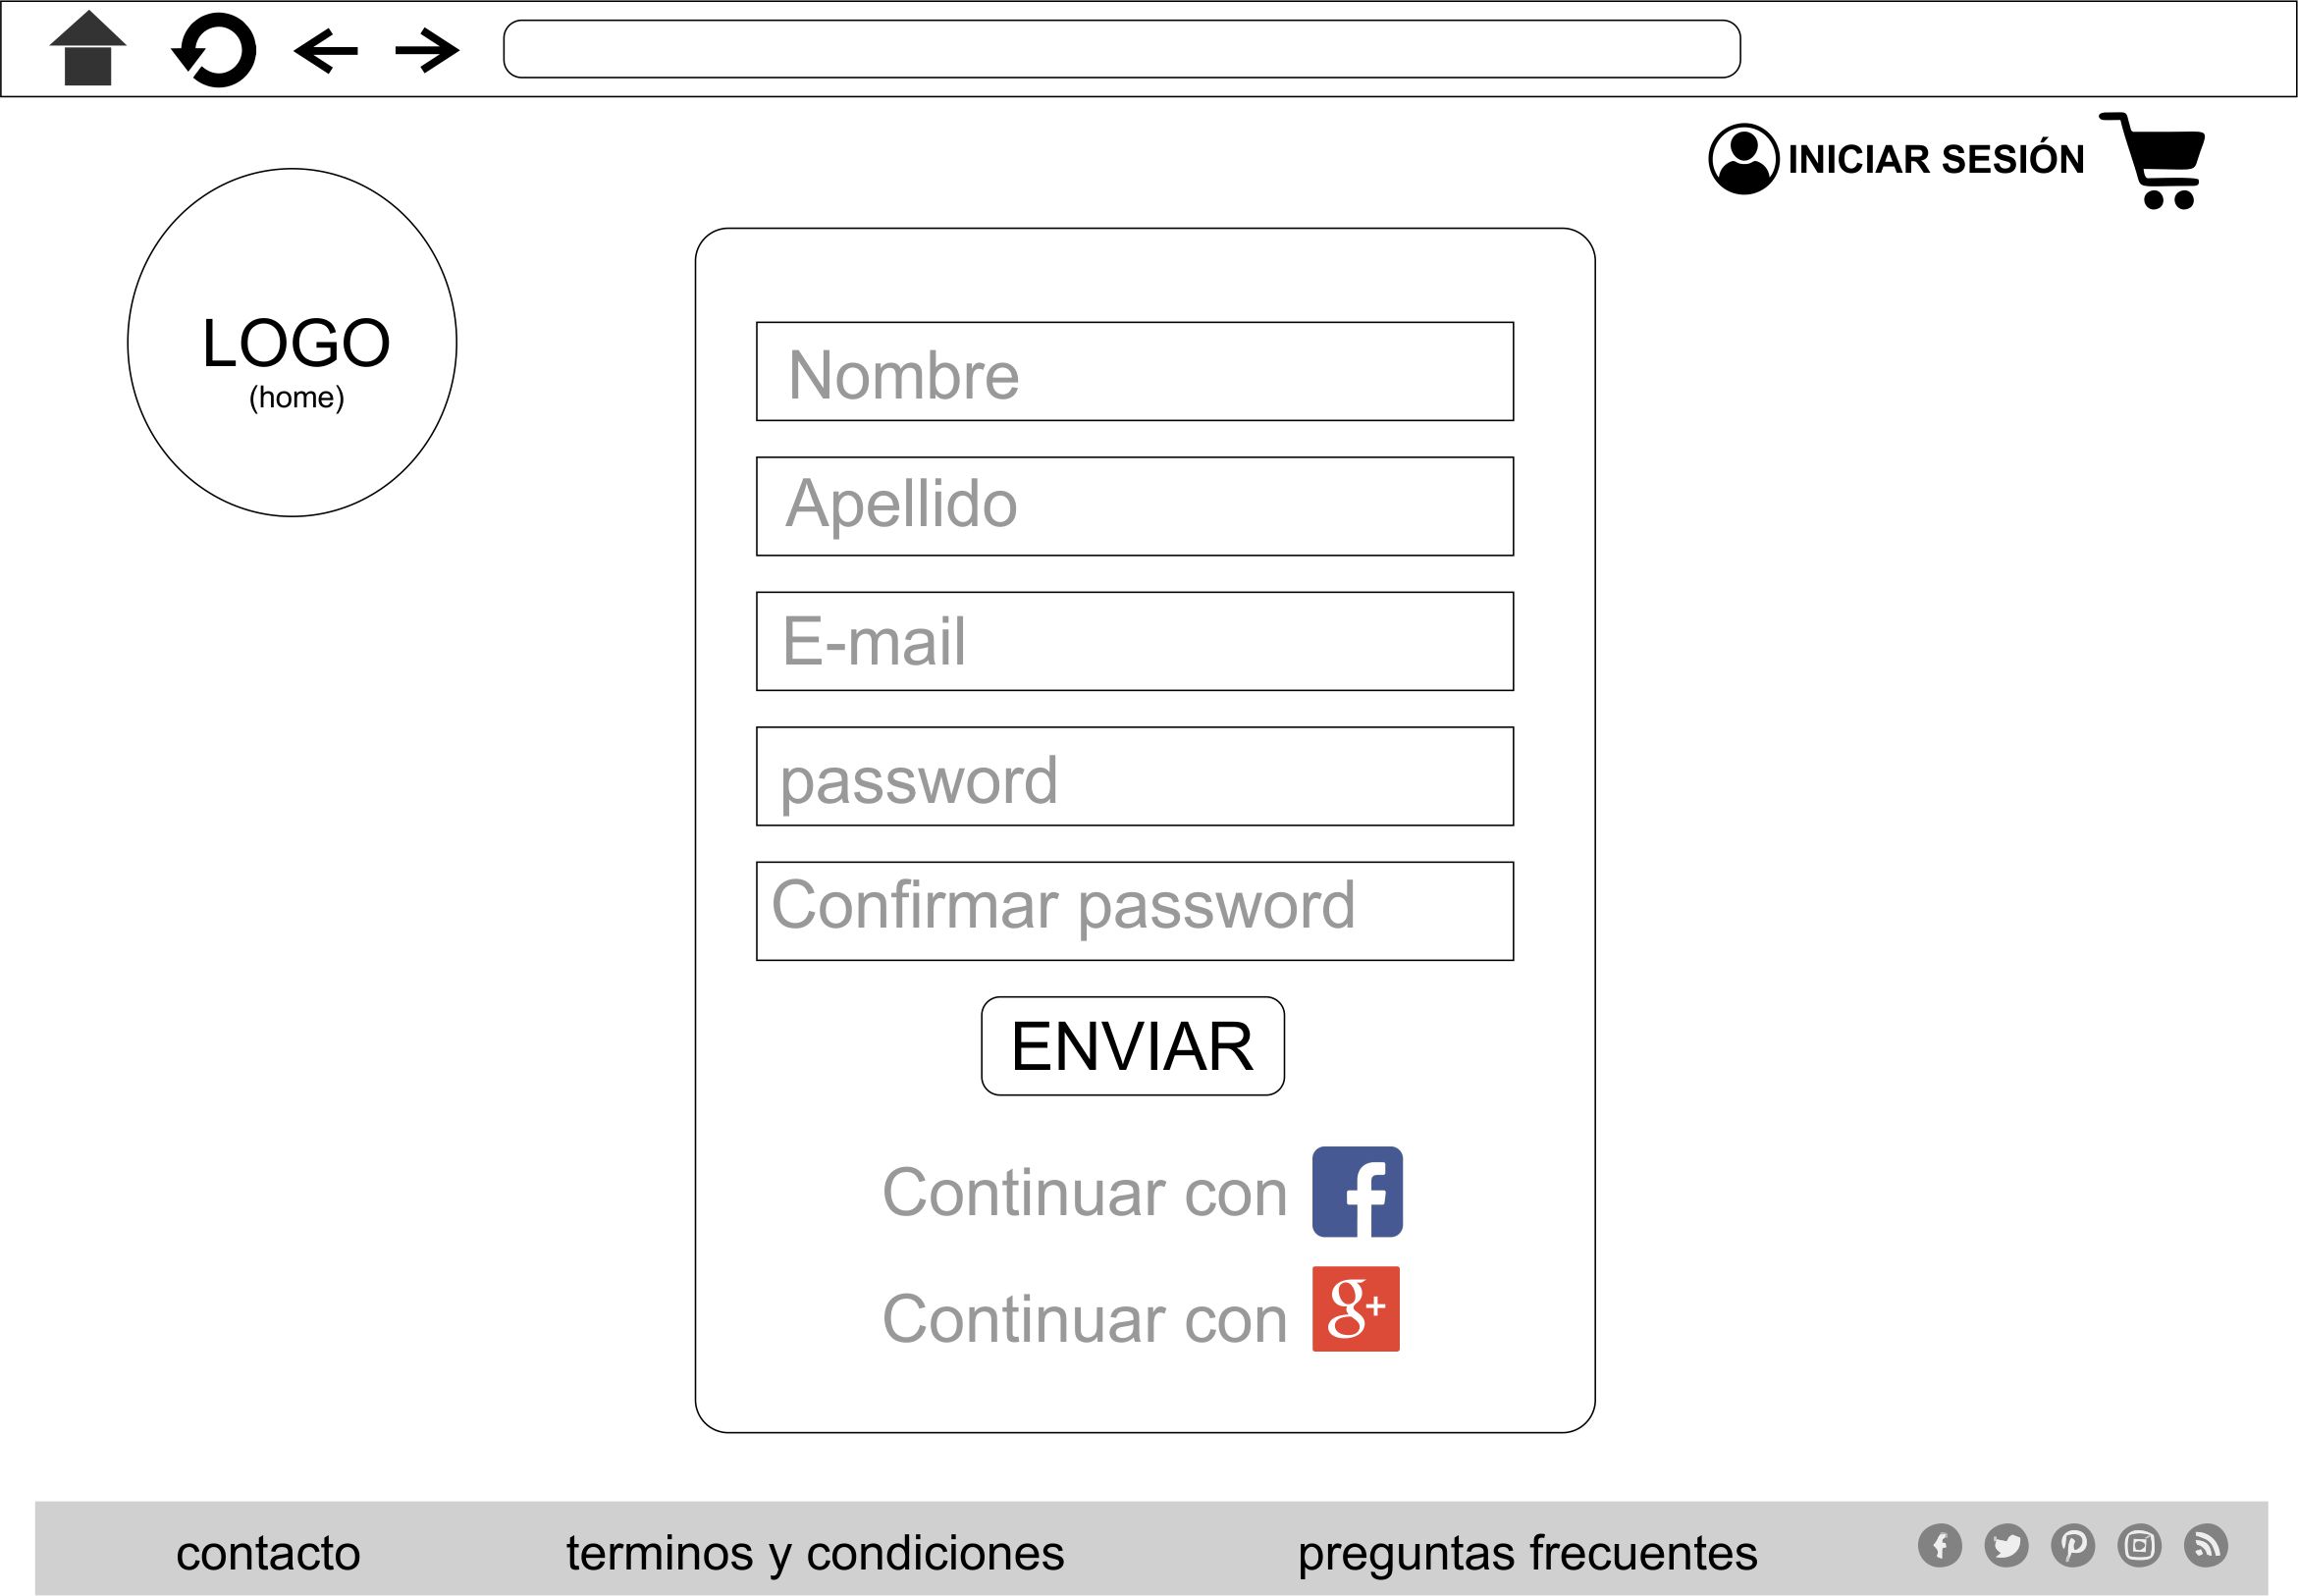 INICIAR SESIÓN
LOGO
(home)
Nombre
Apellido
E-mail
password
Confirmar password
ENVIAR
Continuar con
Continuar con g+
contacto
terminos y condiciones
preguntas frecuentes